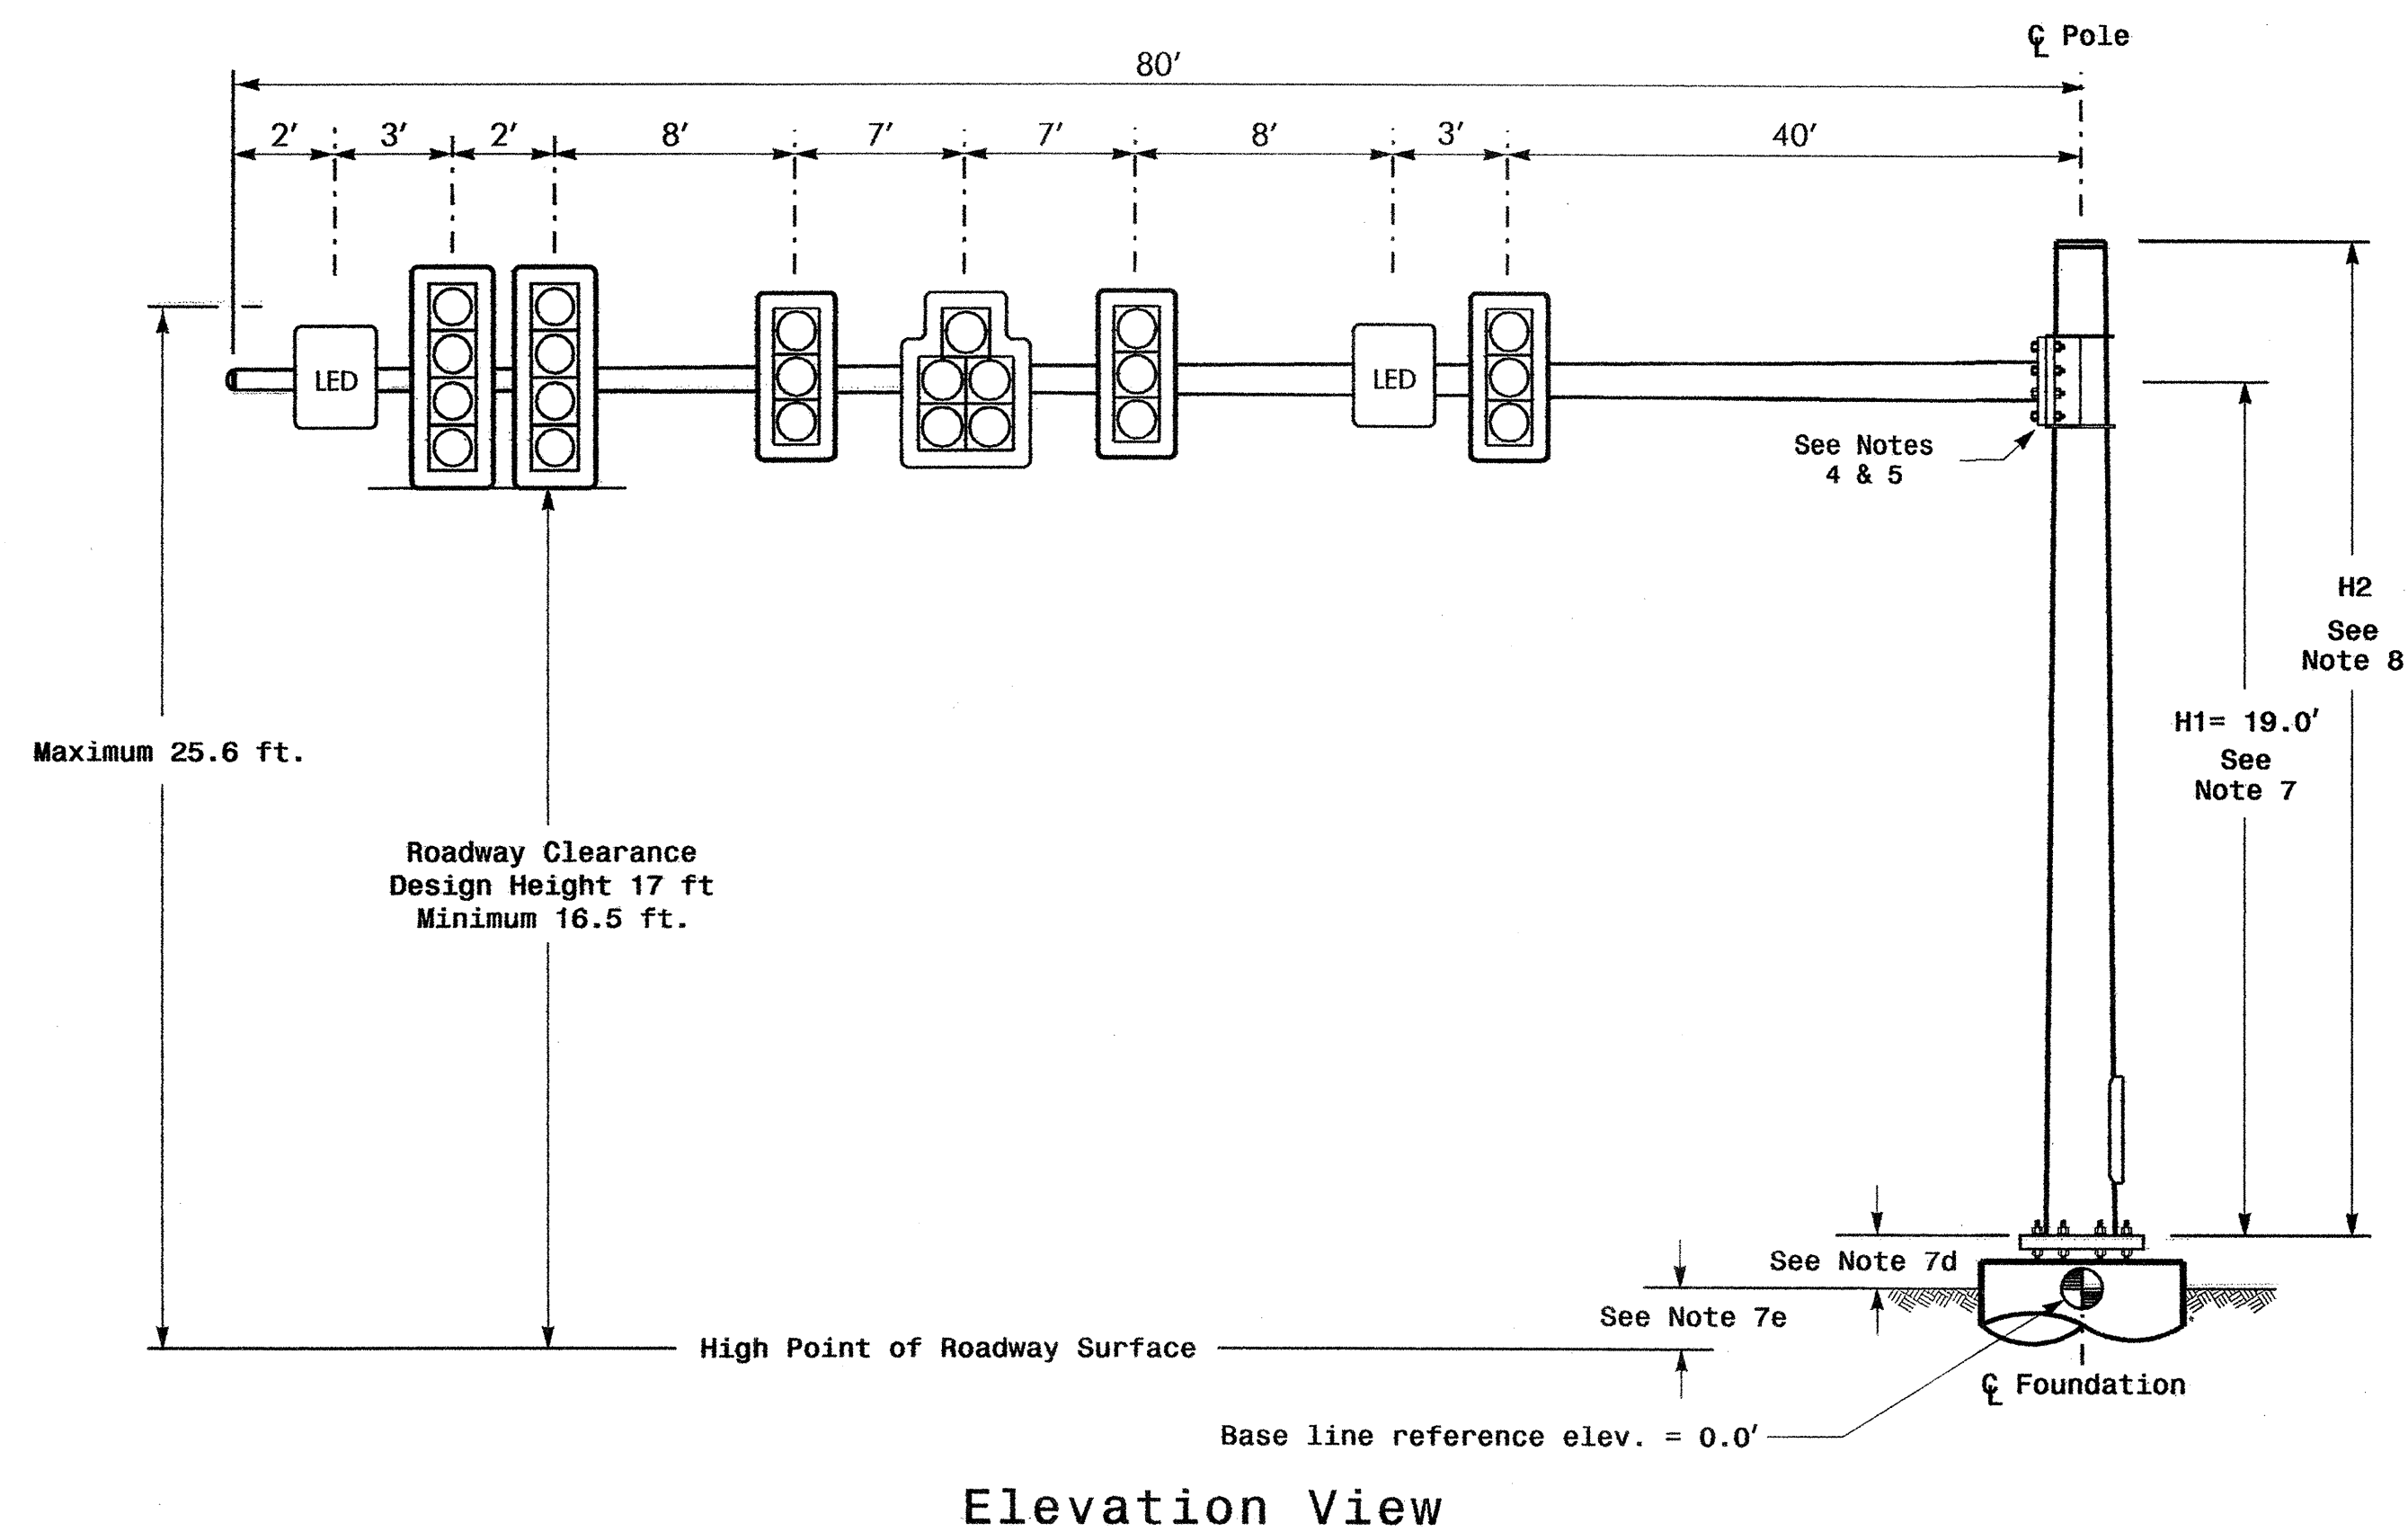 ℄ Pole
80'
2' 3' 2' 8' 7' 7' 8' 3' 40'
LED
LED
See Notes
4 & 5
H2
See
Note 8
H1= 19.0'
See
Note 7
Maximum 25.6 ft.
Roadway Clearance
Design Height 17 ft
Minimum 16.5 ft.
See Note 7d
See Note 7e
High Point of Roadway Surface
℄ Foundation
Base line reference elev. = 0.0'
Elevation View